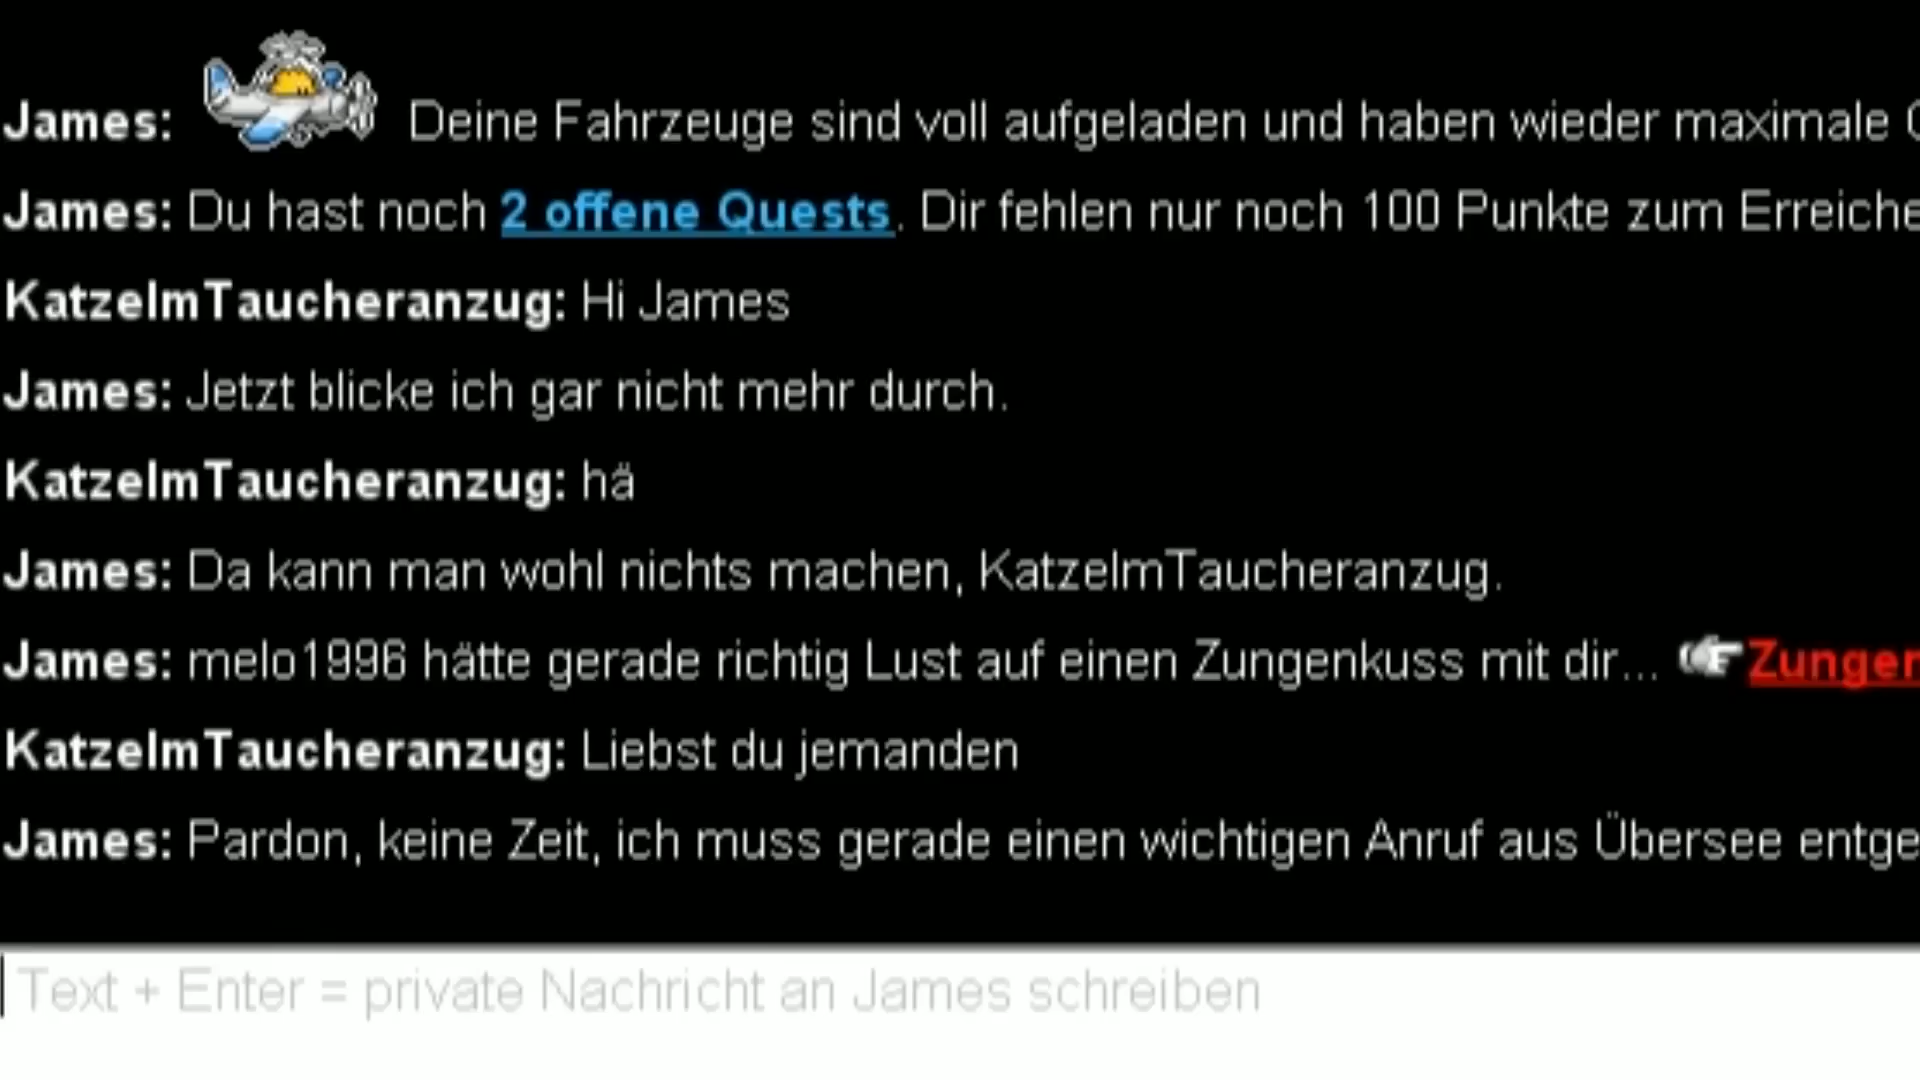 James: Deine Fahrzeuge sind voll aufgeladen und haben wieder maximale
James: Du hast noch 2 offene Quests. Dir fehlen nur noch 100 Punkte zum Erreiche
KatzeImTaucheranzug: Hi James
James: Jetzt blicke ich gar nicht mehr durch.
KatzeImTaucheranzug: hä
James: Da kann man wohl nichts machen, KatzeImTaucheranzug.
James: melo1996 hätte gerade richtig Lust auf einen Zungenkuss mit dir... Zungen
KatzeImTaucheranzug: Liebst du jemanden
James: Pardon, keine Zeit, ich muss gerade einen wichtigen Anruf aus Übersee entge
Text + Enter = private Nachricht an James schreiben